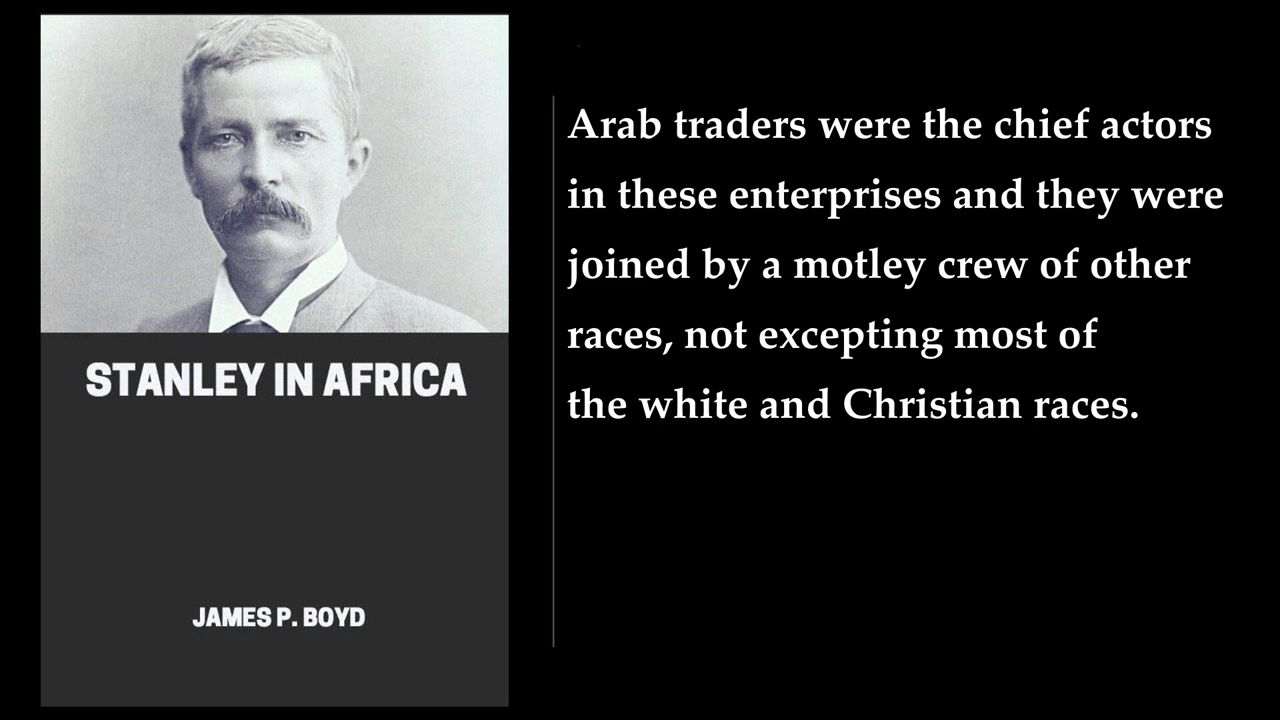 STANLEY IN AFRICA
JAMES P. BOYD
Arab traders were the chief actors
in these enterprises and they were
joined by a motley crew of other
races, not excepting most of
the white and Christian races.